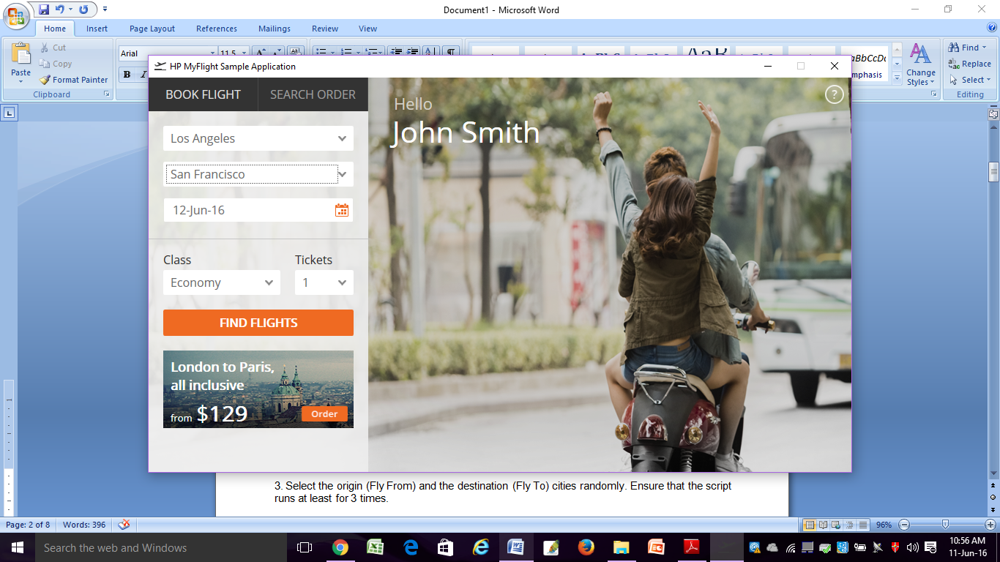 Document1 - Microsoft Word
Home Insert Page Layout References Mailings Review View
Paste
Cut
Copy
Format Painter
Clipboard
Arial 11.5
B I
AaBbCcDc
mphasis
Change Styles
Find
Replace
Select
Editing
HP MyFlight Sample Application
BOOK FLIGHT SEARCH ORDER
Los Angeles
San Francisco
12-Jun-16
Class Tickets
Economy 1
FIND FLIGHTS
London to Paris,
all inclusive
from $129 Order
Hello
John Smith
?
3. Select the origin (Fly From) and the destination (Fly To) cities randomly. Ensure that the script
runs at least for 3 times.
Page: 2 of 8 Words: 396 96%
Search the web and Windows
10:56 AM
11-Jun-16